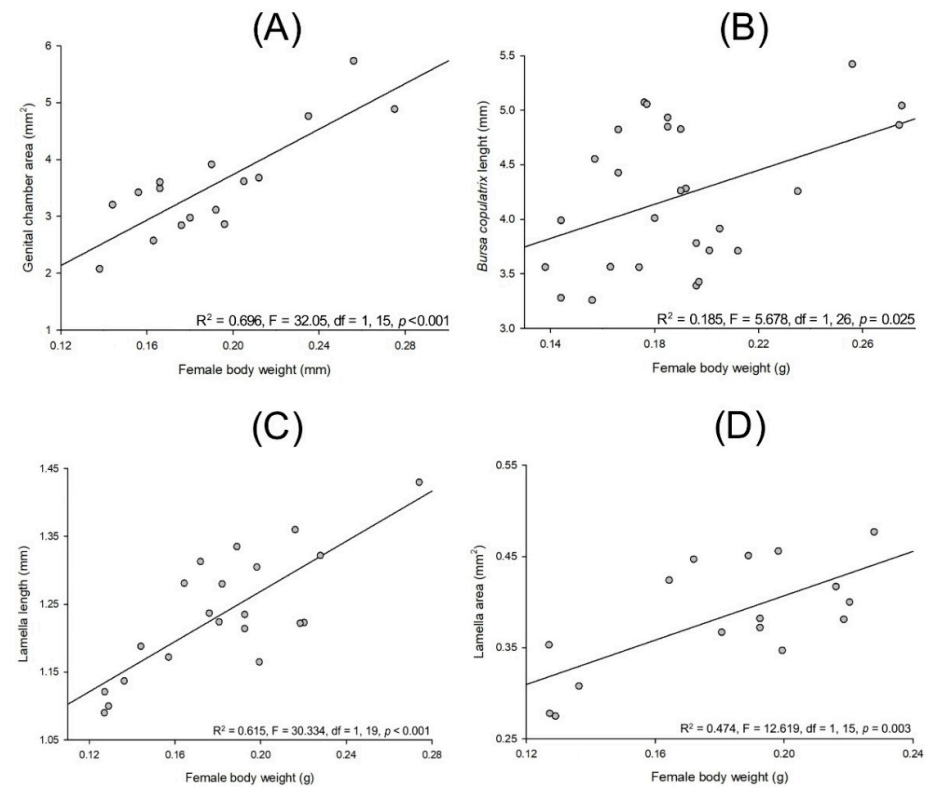 (A)
(B)
Genital chamber area (mm²)
6
5
4
3
2
1
R² = 0.696, F = 32.05, df = 1, 15, p<0.001
0.12 0.16 0.20 0.24 0.28
Female body weight (mm)
Bursa copulatrix lenght (mm)
5.5
5.0
4.5
4.0
3.5
3.0
R² = 0.185, F = 5.678, df = 1, 26, p = 0.025
0.14 0.18 0.22 0.26
Female body weight (g)
(C)
(D)
Lamella length (mm)
1.45
1.35
1.25
1.15
1.05
R² = 0.615, F = 30.334, df = 1, 19, p < 0.001
0.12 0.16 0.20 0.24 0.28
Female body weight (g)
Lamella area (mm²)
0.55
0.45
0.35
0.25
R² = 0.474, F = 12.619, df = 1, 15, p = 0.003
0.12 0.16 0.20 0.24
Female body weight (g)